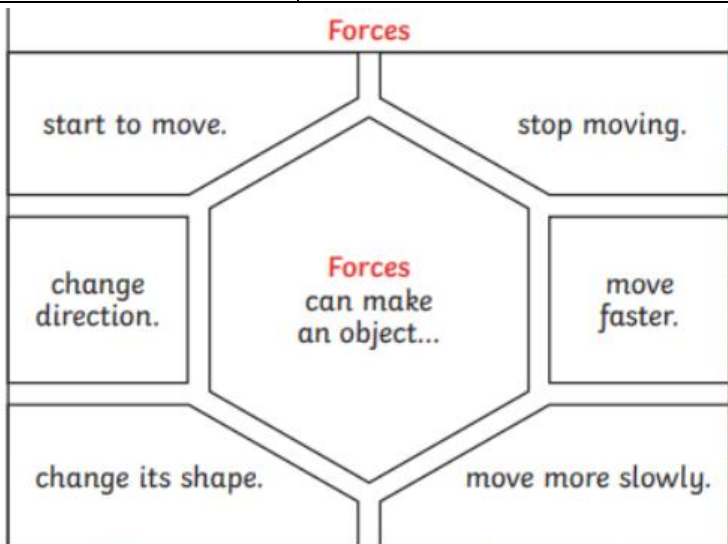 Forces
start to move.
stop moving.
Forces
can make
an object...
change
direction.
move
faster.
change its shape.
move more slowly.